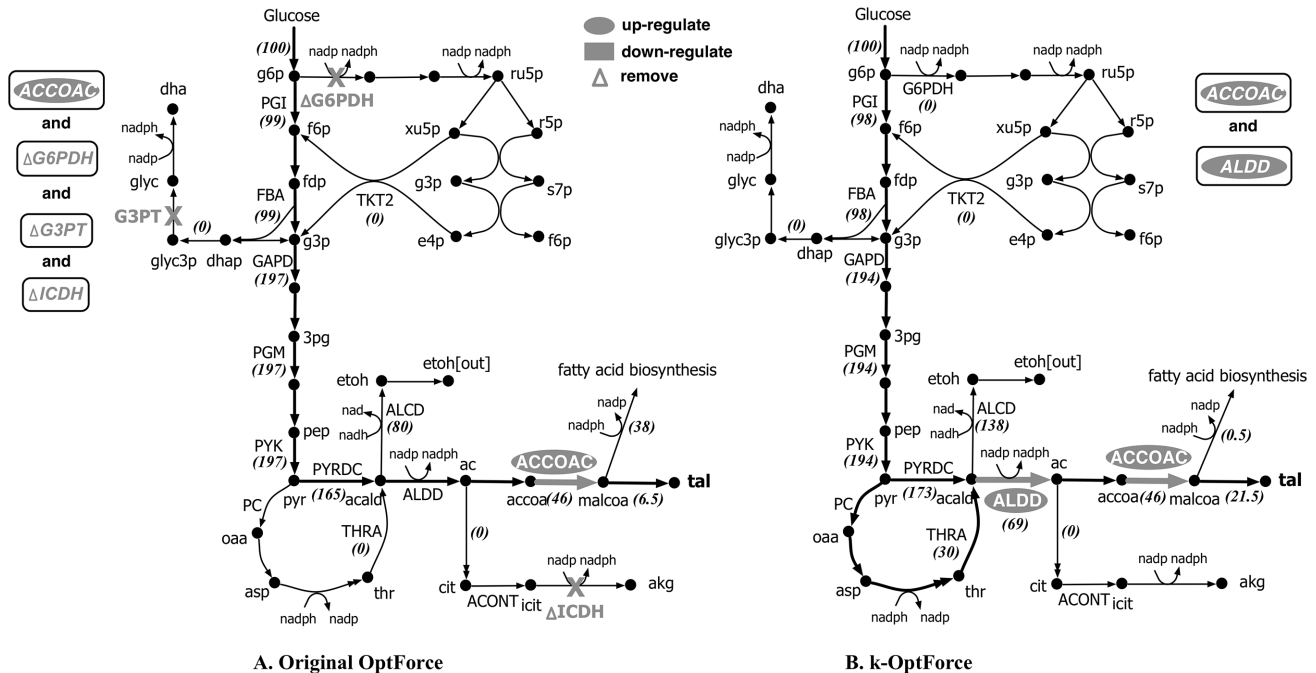 up-regulate
down-regulate
remove
Glucose
(100)
g6p
nadp nadph
nadp nadph
ru5p
ΔG6PDH
PGI
(99)
f6p
xu5p
r5p
dha
nadph
nadp
glyc
G3PT
glyc3p
(0)
dhap
FBA
(99)
fdp
g3p
TKT2
(0)
s7p
g3p
e4p
f6p
GAPD
(197)
3pg
PGM
(197)
pep
PYK
(197)
pyr
PYRDC
(165)
acald
etoh
etoh[out]
nad
nadh
ALCD
(80)
nadp nadph
ALDD
ac
ACCOAC
accoa
(46)
malcoa
(6.5)
tal
fatty acid biosynthesis
nadp
nadph
(38)
PC
oaa
asp
nadph
nadp
thr
THRA
(0)
(0)
cit
ACONT
icit
nadp nadph
ΔICDH
akg
ACCOAC
and
ΔG6PDH
and
ΔG3PT
and
ΔICDH
A. Original OptForce
Glucose
(100)
g6p
nadp nadph
nadp nadph
ru5p
G6PDH
(0)
PGI
(98)
f6p
xu5p
r5p
dha
nadph
nadp
glyc
glyc3p
(0)
dhap
FBA
(98)
fdp
g3p
TKT2
(0)
s7p
g3p
e4p
f6p
GAPD
(194)
3pg
PGM
(194)
pep
PYK
(194)
pyr
PYRDC
(173)
acald
etoh
etoh[out]
nad
nadh
ALCD
(138)
nadp nadph
ALDD
(69)
ac
ACCOAC
accoa
(46)
malcoa
(21.5)
tal
fatty acid biosynthesis
nadp
nadph
(0.5)
PC
oaa
asp
nadph
nadp
thr
THRA
(30)
(0)
cit
ACONT
icit
nadp nadph
akg
ACCOAC
and
ALDD
B. k-OptForce